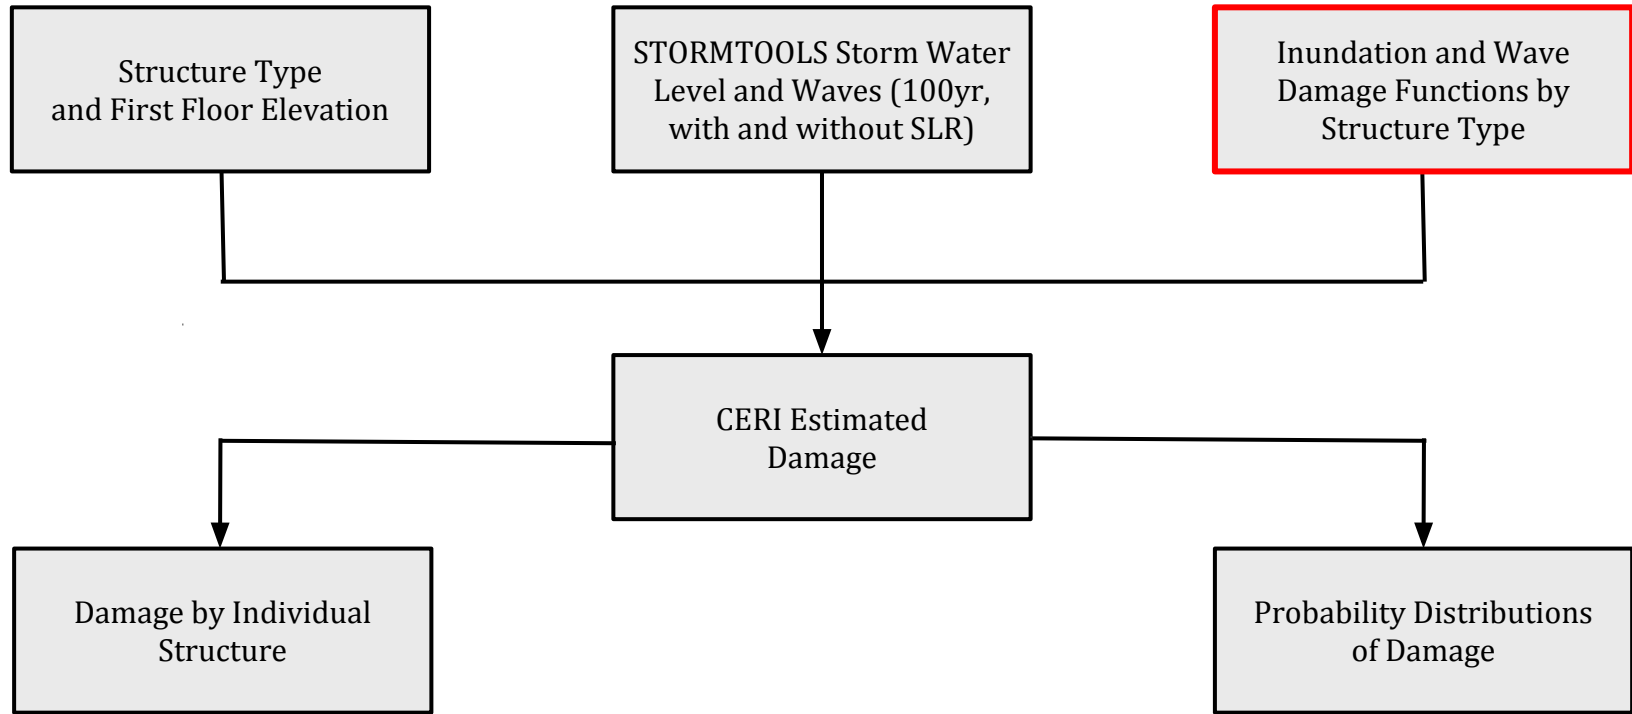 Structure Type
and First Floor Elevation
STORMTOOLS Storm Water
Level and Waves (100yr,
with and without SLR)
Inundation and Wave
Damage Functions by
Structure Type
CERI Estimated
Damage
Damage by Individual
Structure
Probability Distributions
of Damage